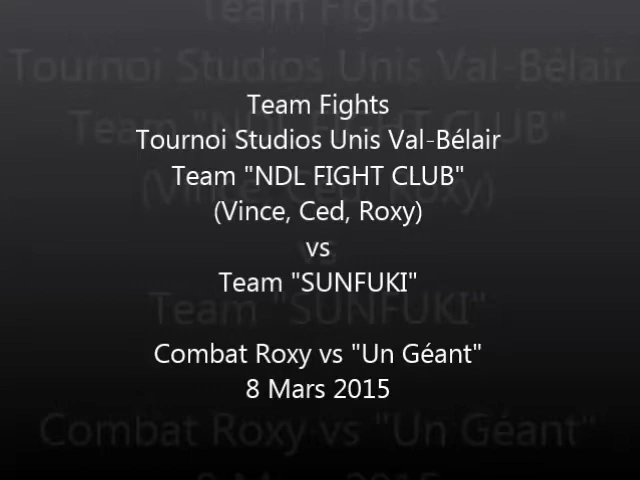 Team Fights
Tournoi Studios Unis Val-Bélair
Team "NDL FIGHT CLUB"
(Vince, Ced, Roxy)
vs
Team "SUNFUKI"
Combat Roxy vs "Un Géant"
8 Mars 2015